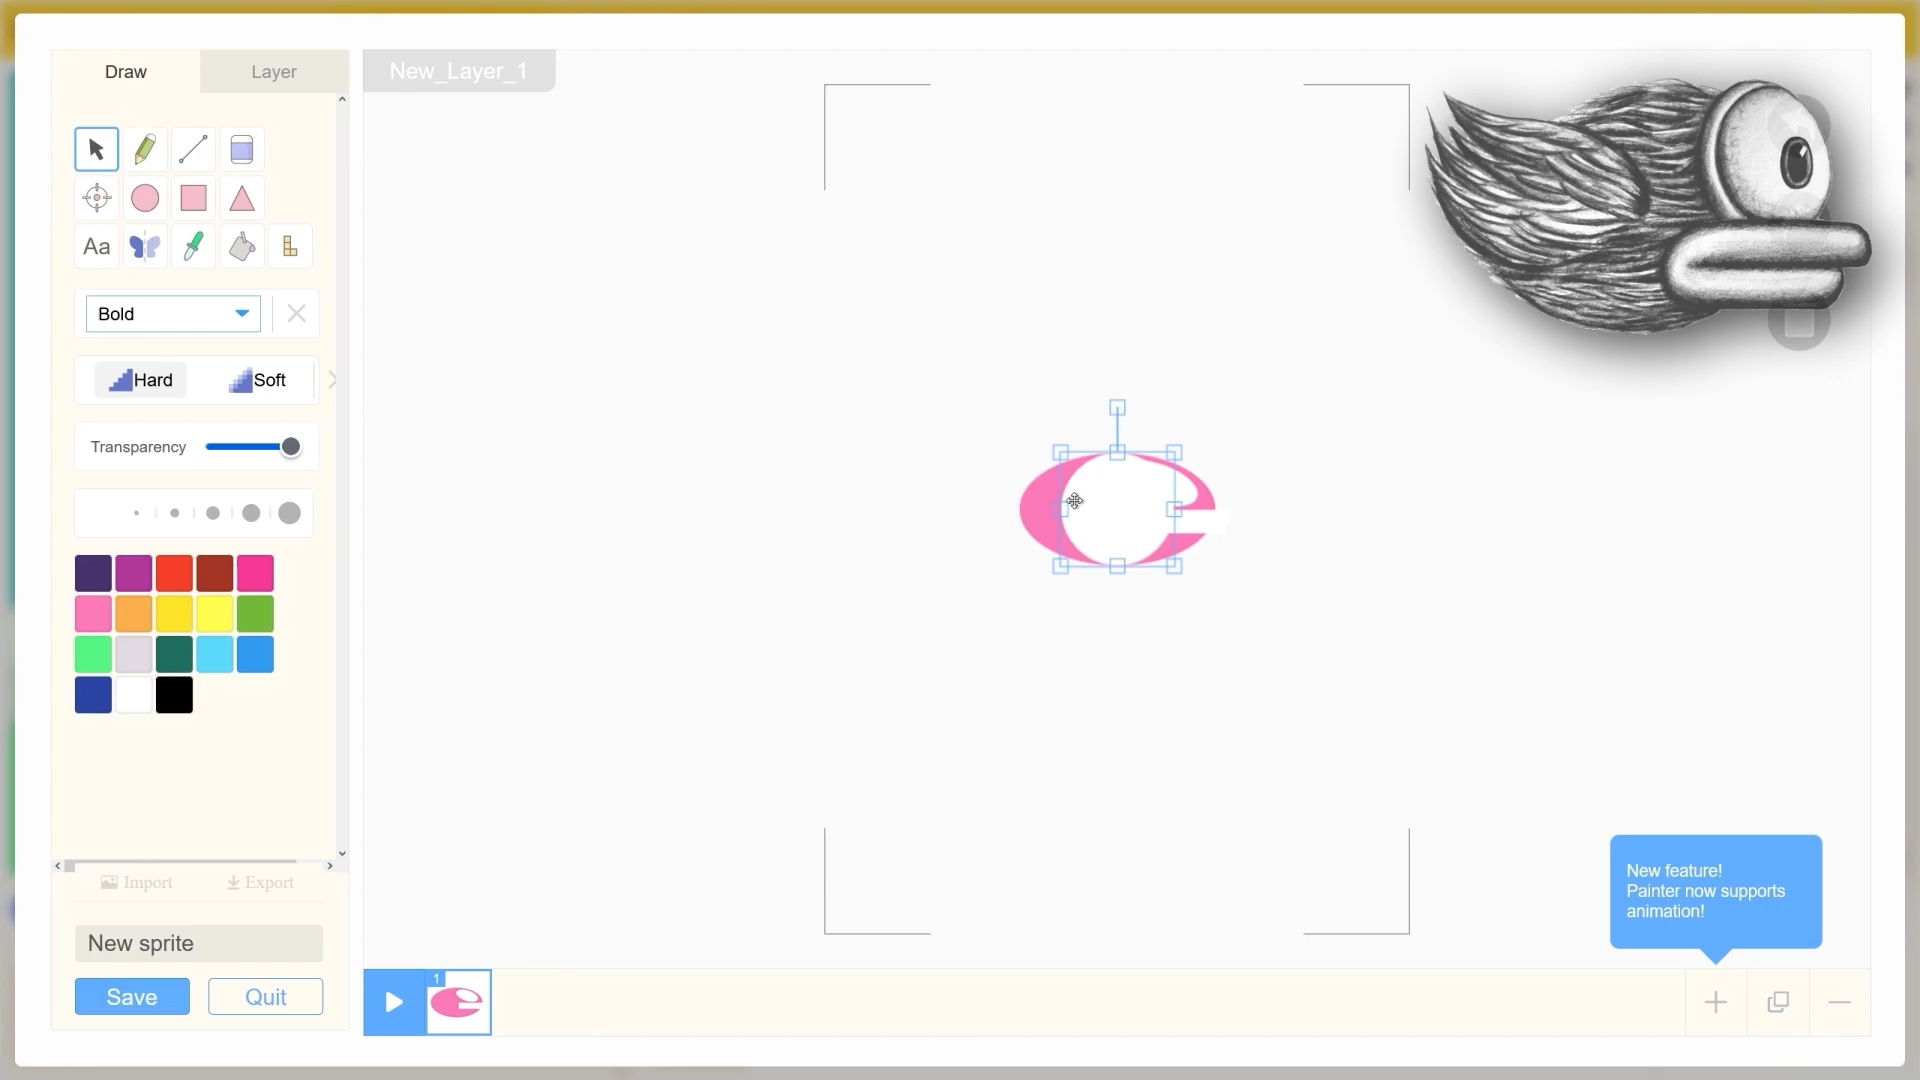 Draw
Layer
New_Layer_1
Aa
Bold
Hard
Soft
Transparency
Import
Export
New sprite
Save
Quit
1
New feature!
Painter now supports
animation!